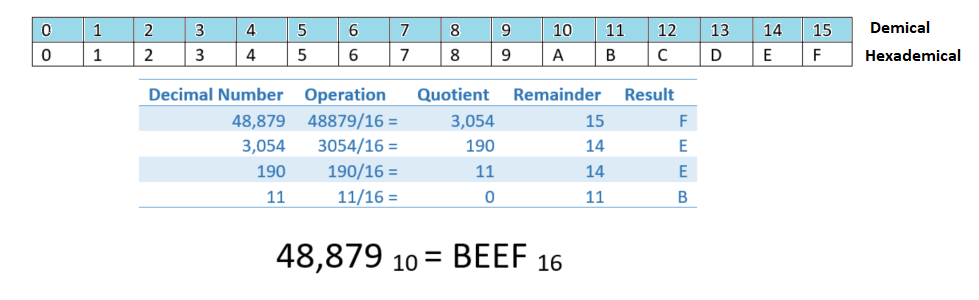 0 1 2 3 4 5 6 7 8 9 10 11 12 13 14 15 Demical
0 1 2 3 4 5 6 7 8 9 A B C D E F Hexademical
Decimal Number Operation Quotient Remainder Result
48,879 48879/16 = 3,054 15 F
3,054 3054/16 = 190 14 E
190 190/16 = 11 14 E
11 11/16 = 0 11 B
48,879 10 = BEEF 16